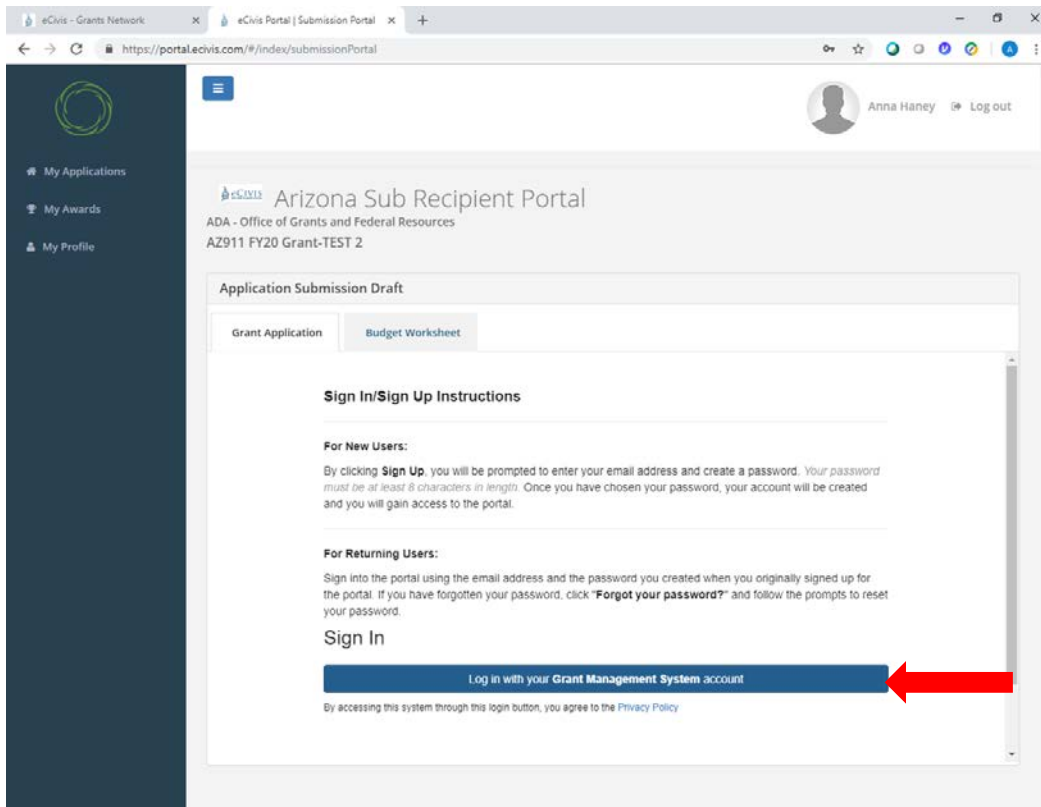 eCivis - Grants Network
eCivis Portal | Submission Portal
https://portal.ecivis.com/#/index/submissionPortal
A
Anna Haney Log out
My Applications
My Awards
My Profile
eCIVIS Arizona Sub Recipient Portal
ADA - Office of Grants and Federal Resources
AZ911 FY20 Grant-TEST 2
Application Submission Draft
Grant Application Budget Worksheet
Sign In/Sign Up Instructions
For New Users:
By clicking Sign Up, you will be prompted to enter your email address and create a password. Your password
must be at least 8 characters in length. Once you have chosen your password, your account will be created
and you will gain access to the portal.
For Returning Users:
Sign into the portal using the email address and the password you created when you originally signed up for
the portal. If you have forgotten your password, click "Forgot your password?" and follow the prompts to reset
your password.
Sign In
Log in with your Grant Management System account
By accessing this system through this login button, you agree to the Privacy Policy